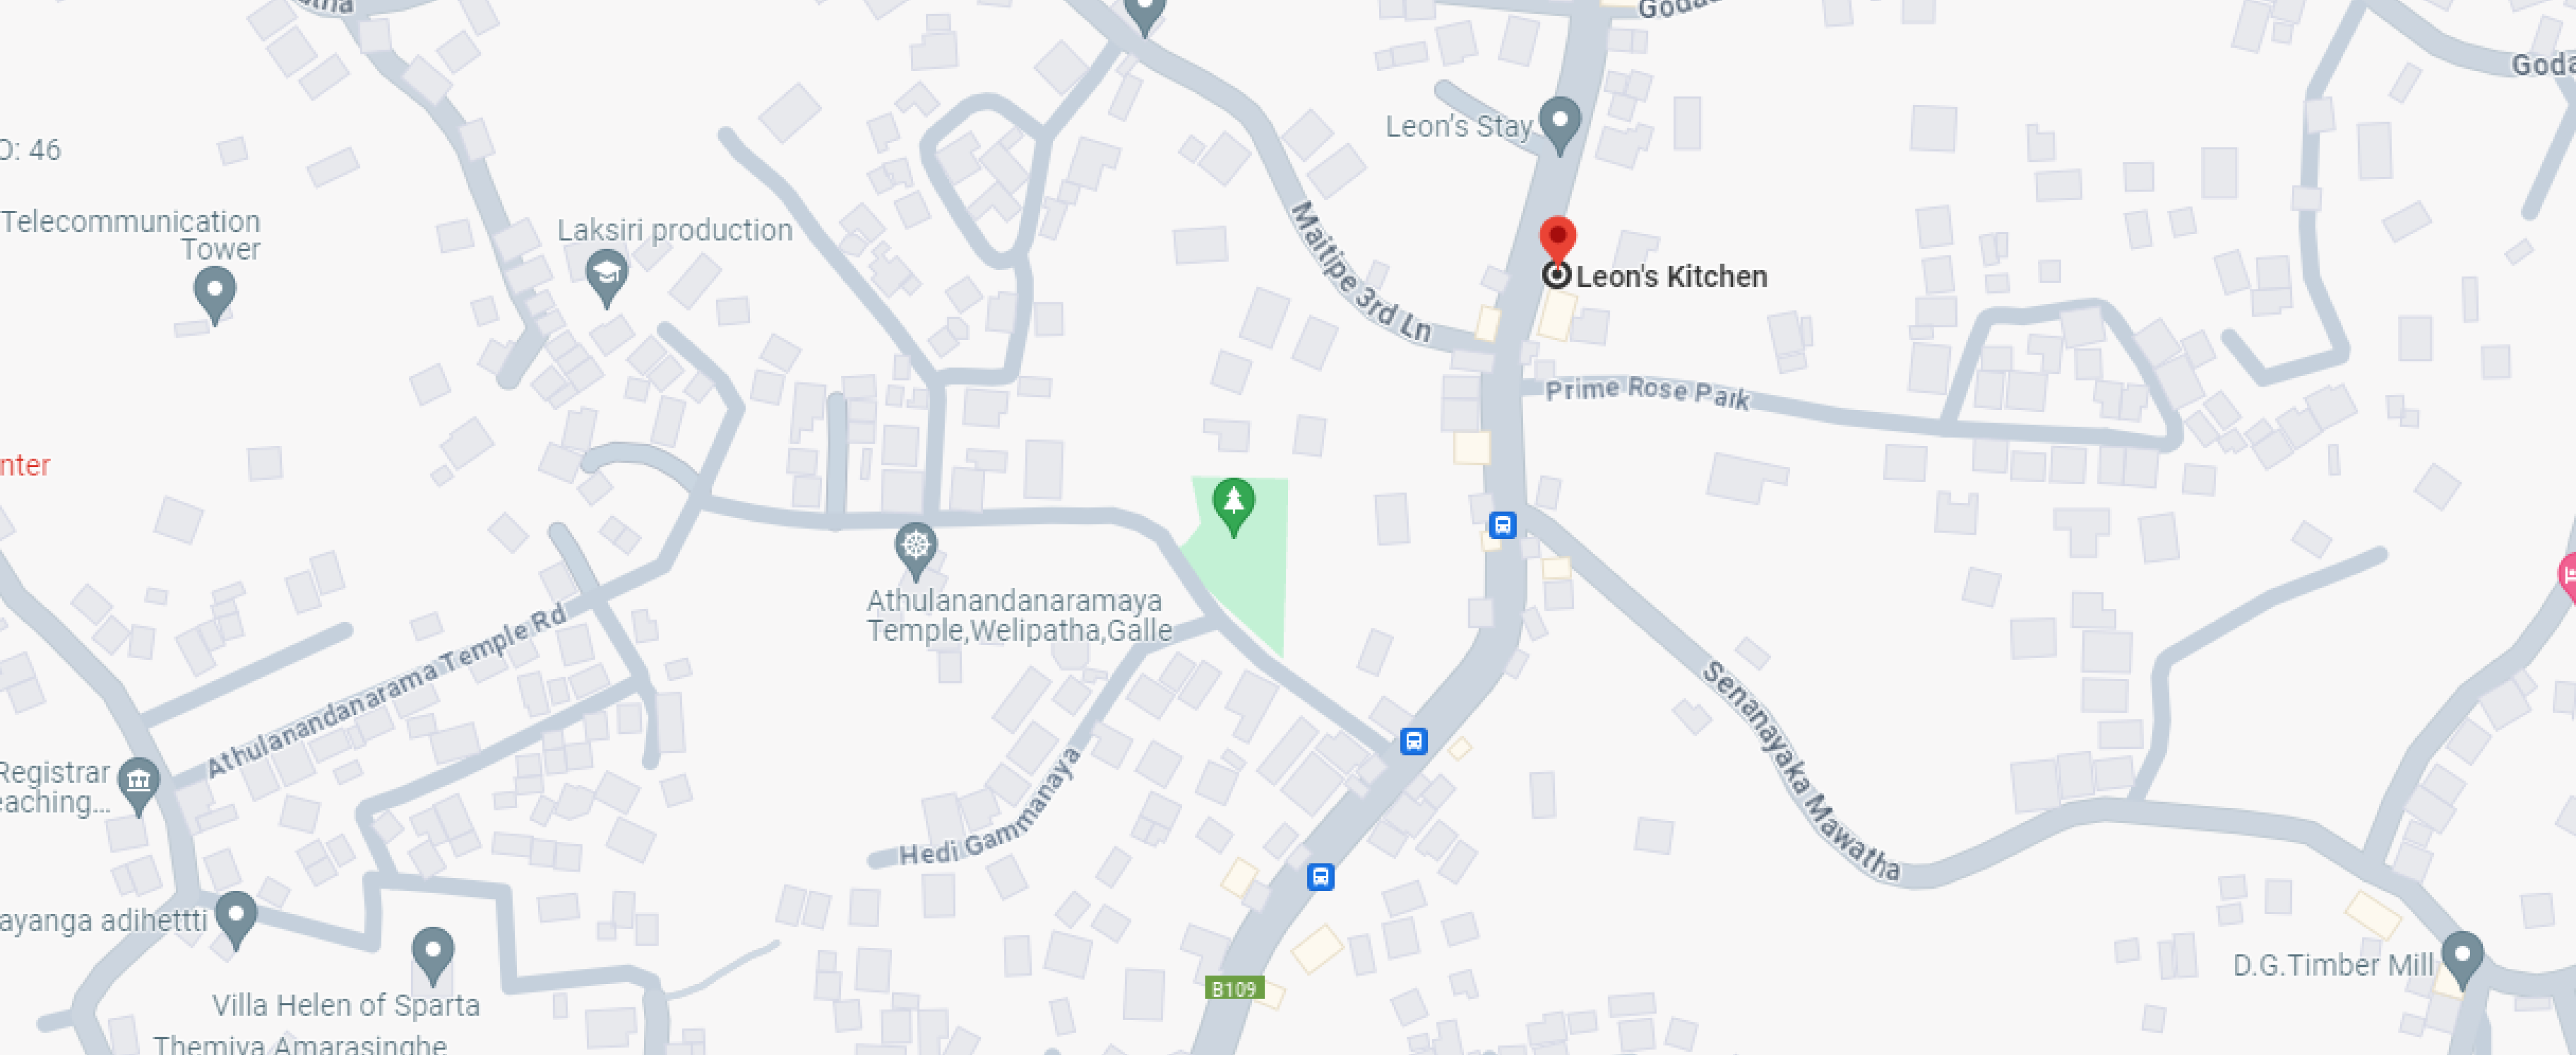 Leon's Stay
Telecommunication
Tower
Laksiri production
Maitipe 3rd Ln
Leon's Kitchen
Prime Rose Park
Athulanandanaramaya
Temple,Welipatha,Galle
Athulanandanarama Temple Rd
Senanayaka Mawatha
Registrar
Hedi Gammanaya
ayanga adihettti
D.G.Timber Mill
B109
Villa Helen of Sparta
Themiya Amarasinghe
O: 46
nter
eaching...
Goda